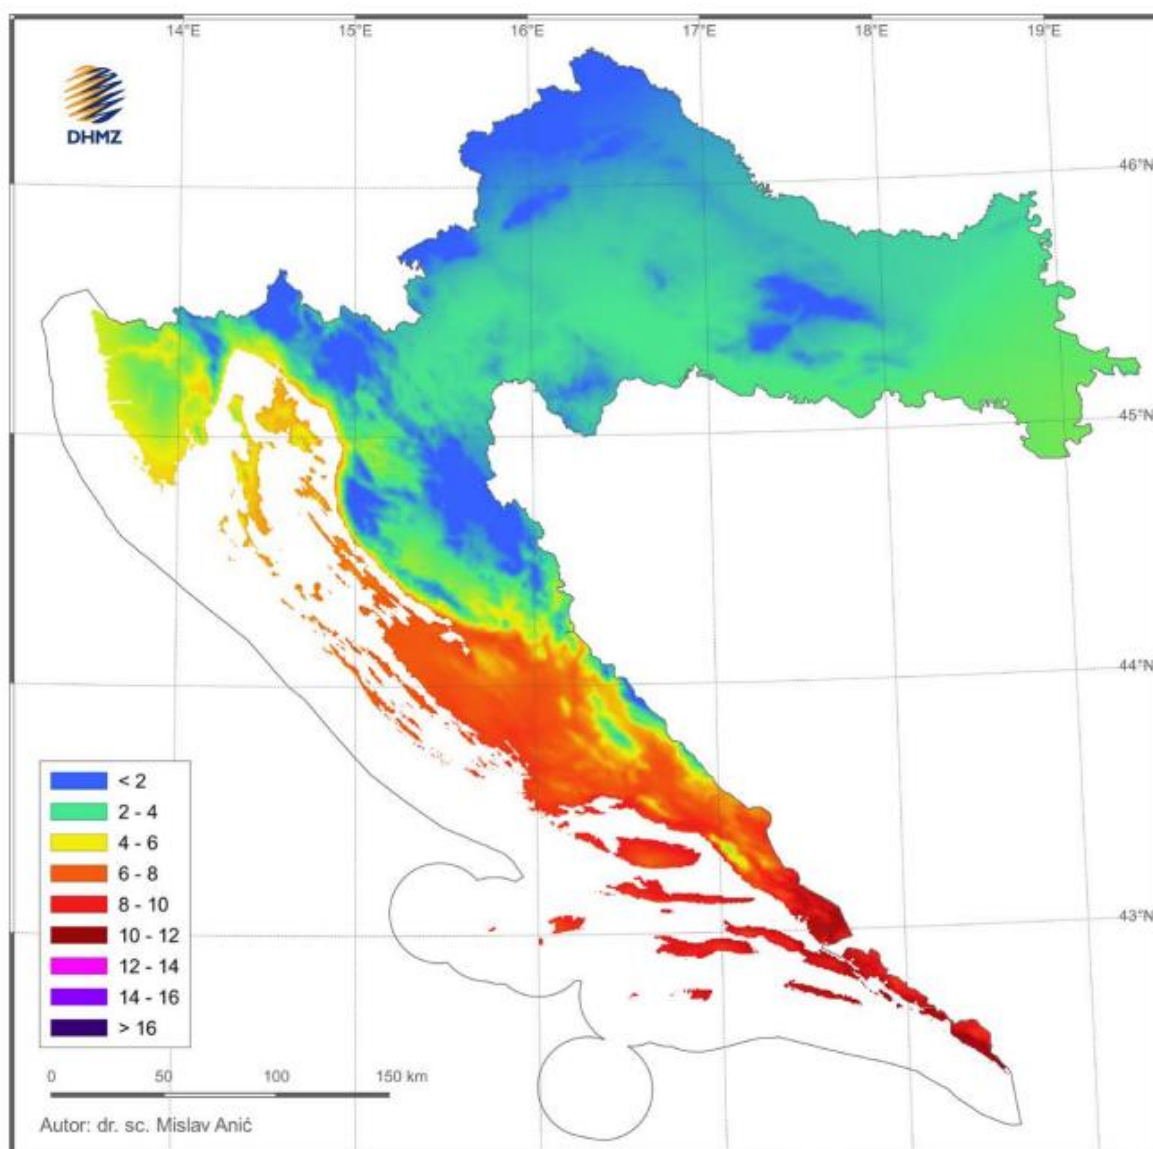 14°E 15°E 16°E 17°E 18°E 19°E
DHMZ
46°N
45°N
44°N
43°N
< 2
2 - 4
4 - 6
6 - 8
8 - 10
10 - 12
12 - 14
14 - 16
> 16
0 50 100 150 km
Autor: dr. sc. Mislav Anić